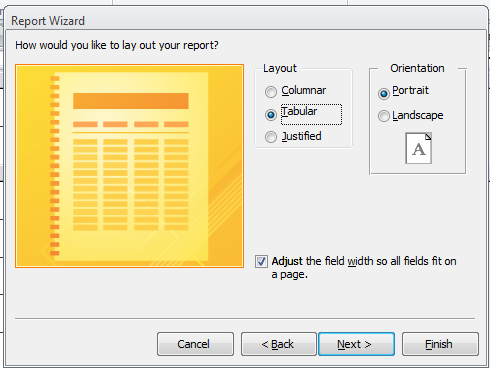 Report Wizard
How would you like to lay out your report?
Layout
Columnar
Tabular
Justified
Orientation
Portrait
Landscape
A
Adjust the field width so all fields fit on
a page.
Cancel
< Back
Next >
Finish